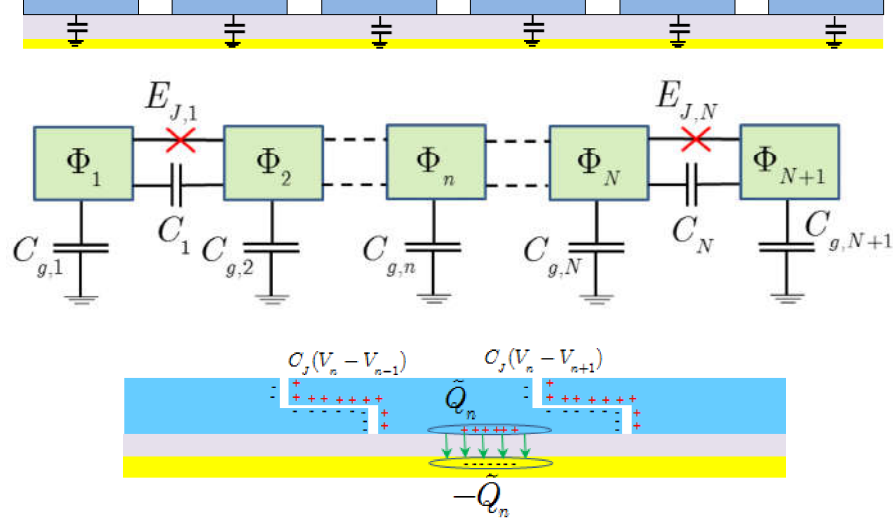 E_{J,1} E_{J,N}
Φ_1 Φ_2 Φ_n Φ_N Φ_{N+1}
C_1 C_N
C_{g,1} C_{g,2} C_{g,n} C_{g,N} C_{g,N+1}
C_J(V_n − V_{n−1}) C_J(V_n − V_{n+1})
Q̃_n
−Q̃_n